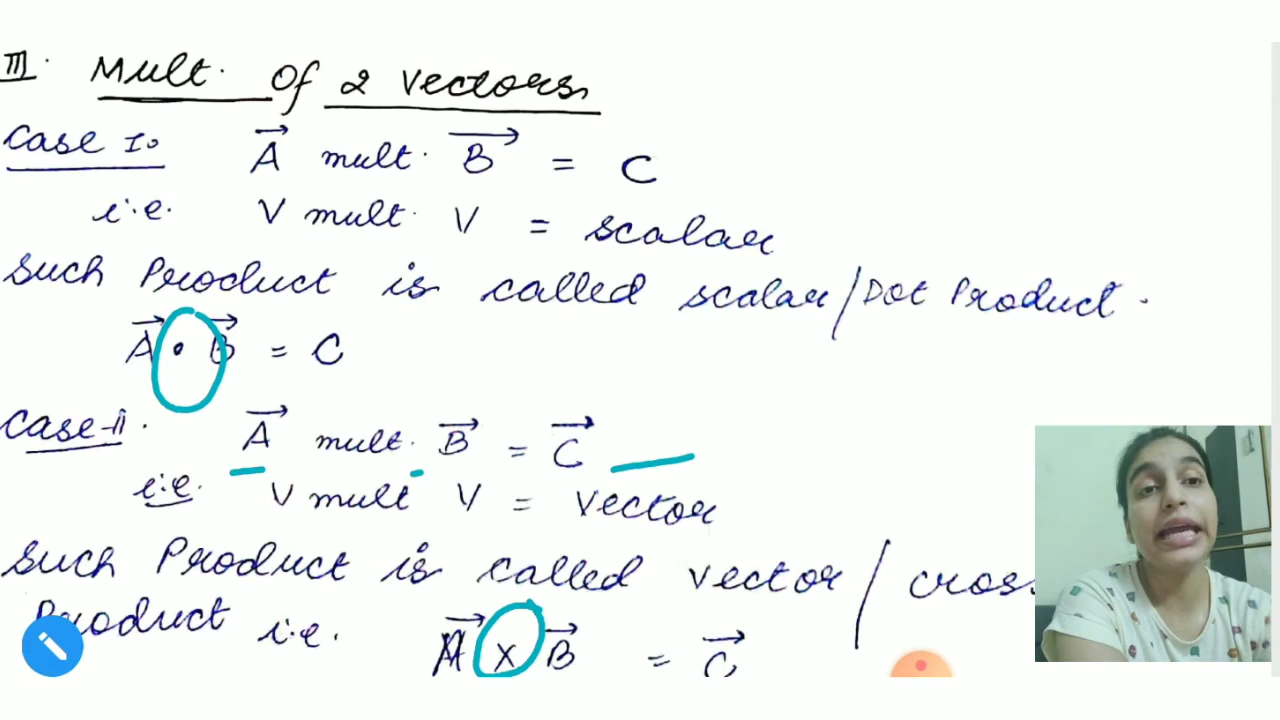 III. Mult. Of 2 Vectors
Case I. A⃗ mult. B⃗ = C
i.e. V mult. V = scalar
such Product is called scalar/Dot Product.
A⃗ • B⃗ = C
Case-II. A⃗ mult. B⃗ = C⃗
i.e. V mult V = vector
such Product is called vector / cros
Product i.e. A⃗ x B⃗ = C⃗